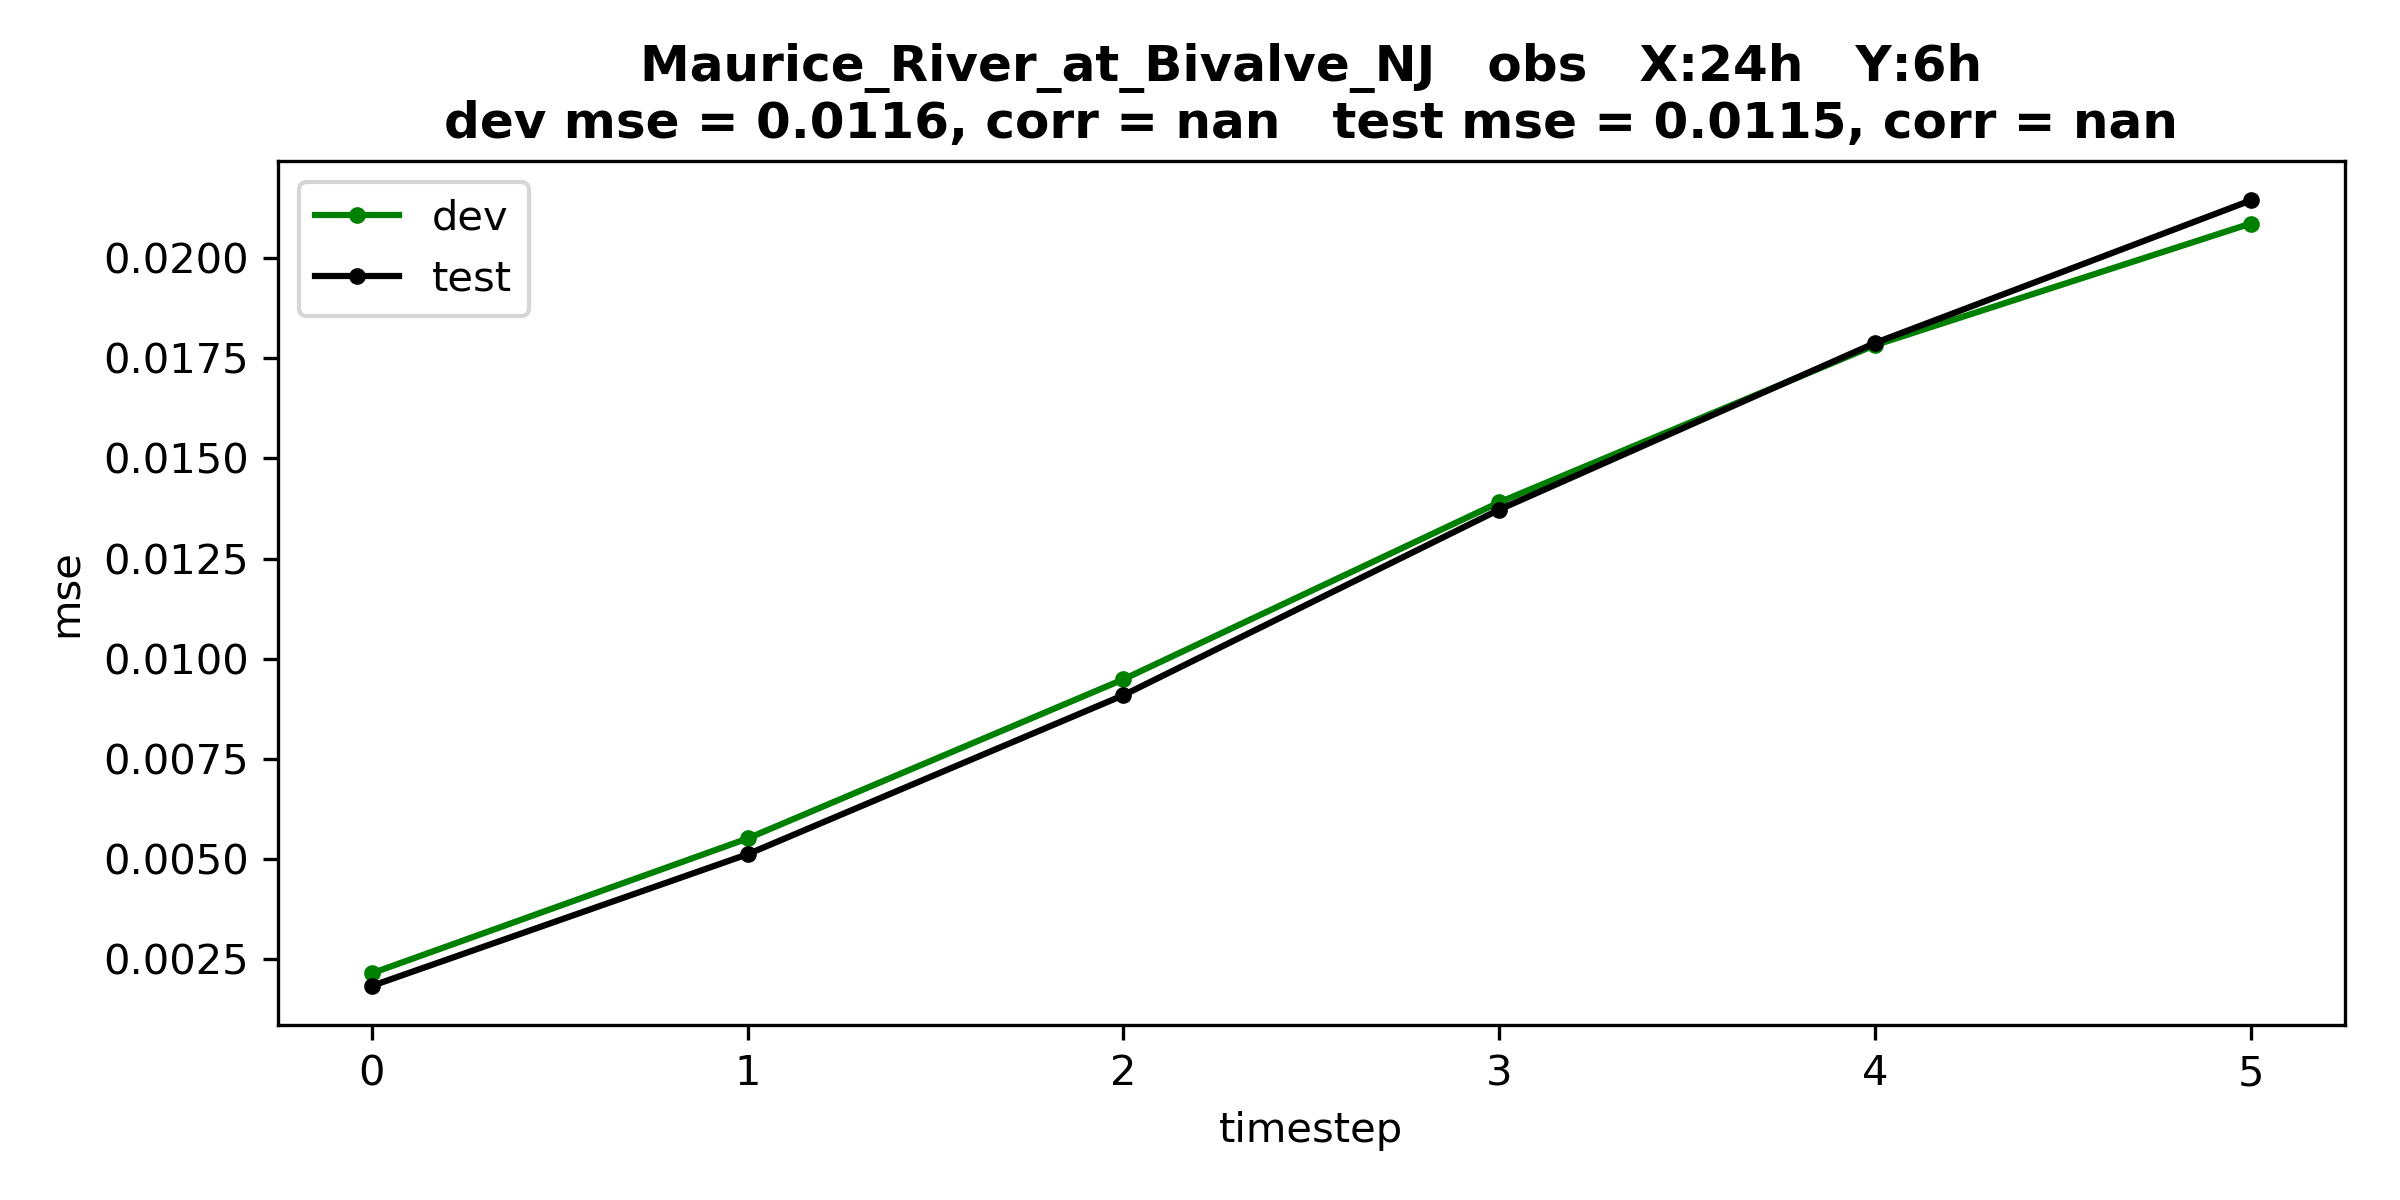 Maurice_River_at_Bivalve_NJ   obs   X:24h   Y:6h
dev mse = 0.0116, corr = nan   test mse = 0.0115, corr = nan
dev
test
0.0200
0.0175
0.0150
0.0125
0.0100
0.0075
0.0050
0.0025
mse
0 1 2 3 4 5
timestep